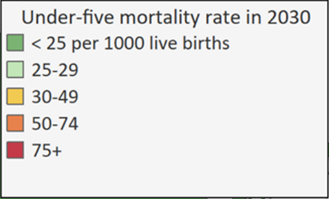 Under-five mortality rate in 2030
< 25 per 1000 live births
25-29
30-49
50-74
75+